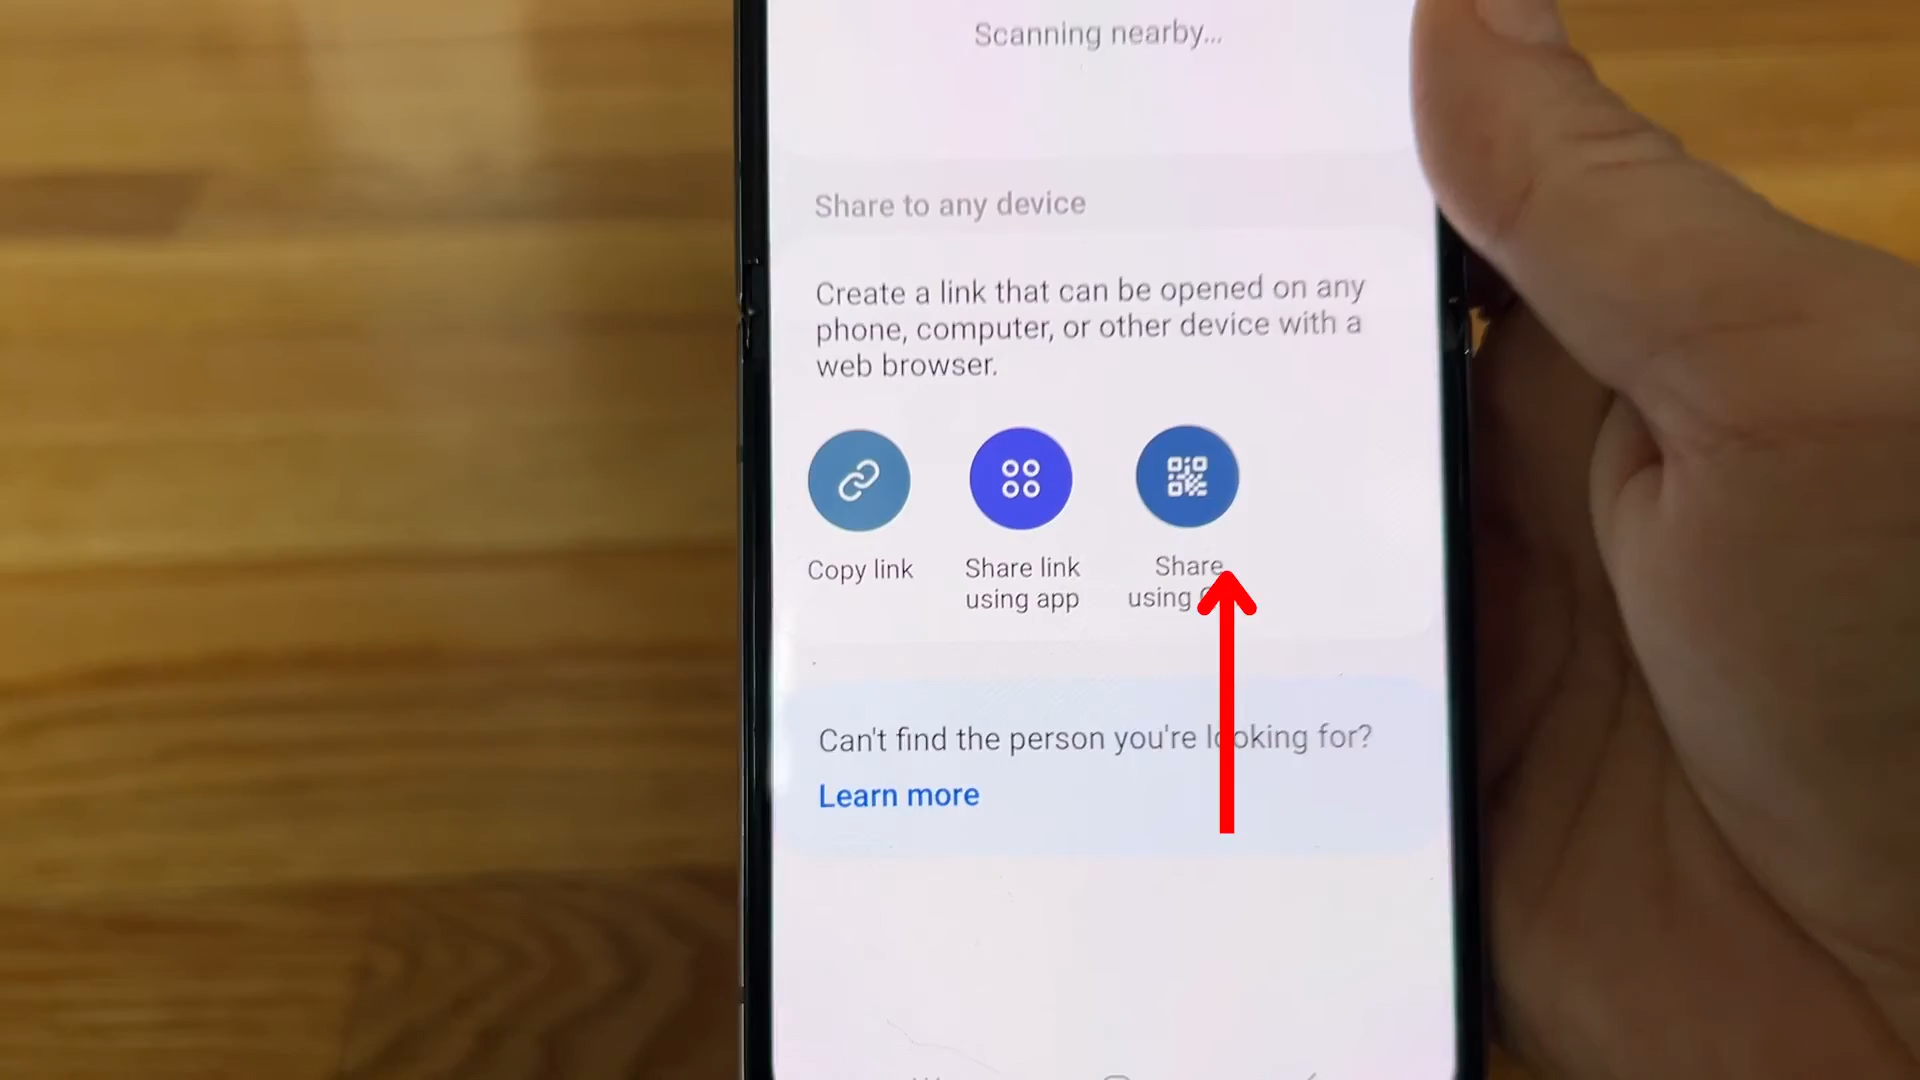 Scanning nearby...
Share to any device
Create a link that can be opened on any
phone, computer, or other device with a
web browser.
Copy link
Share link
using app
Share
using
Can't find the person you're looking for?
Learn more